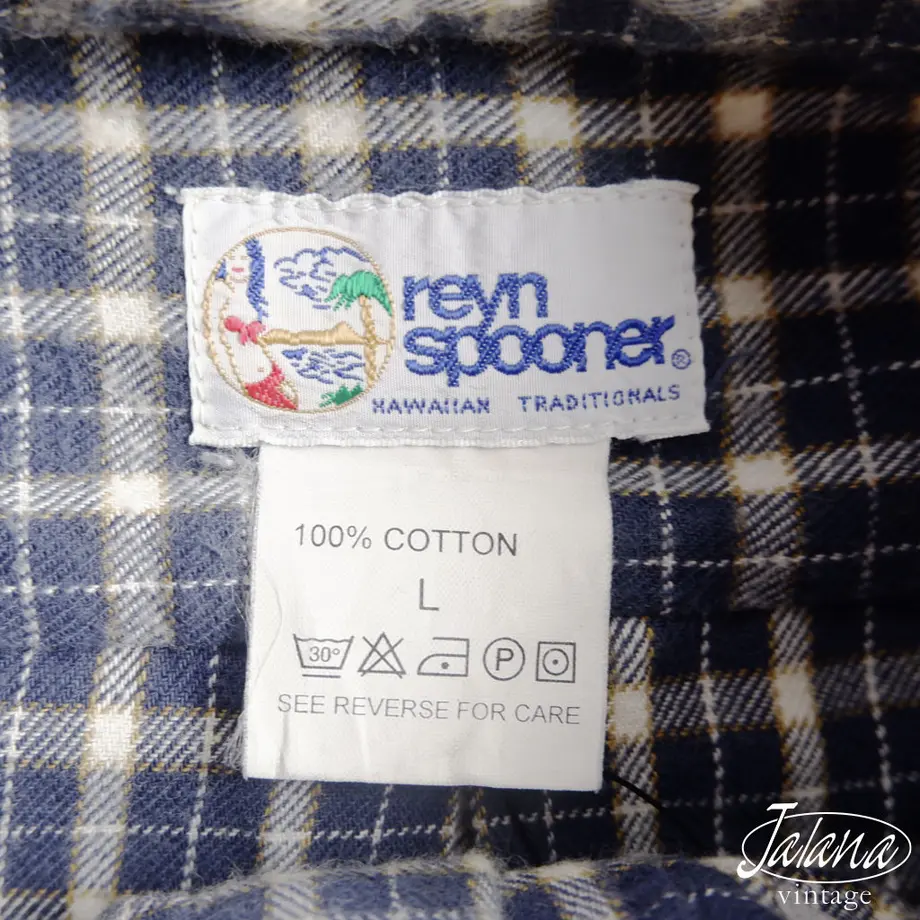 reyn
spooner®
HAWAIIAN TRADITIONALS
100% COTTON
L
30° P
SEE REVERSE FOR CARE
Jalana
vintage